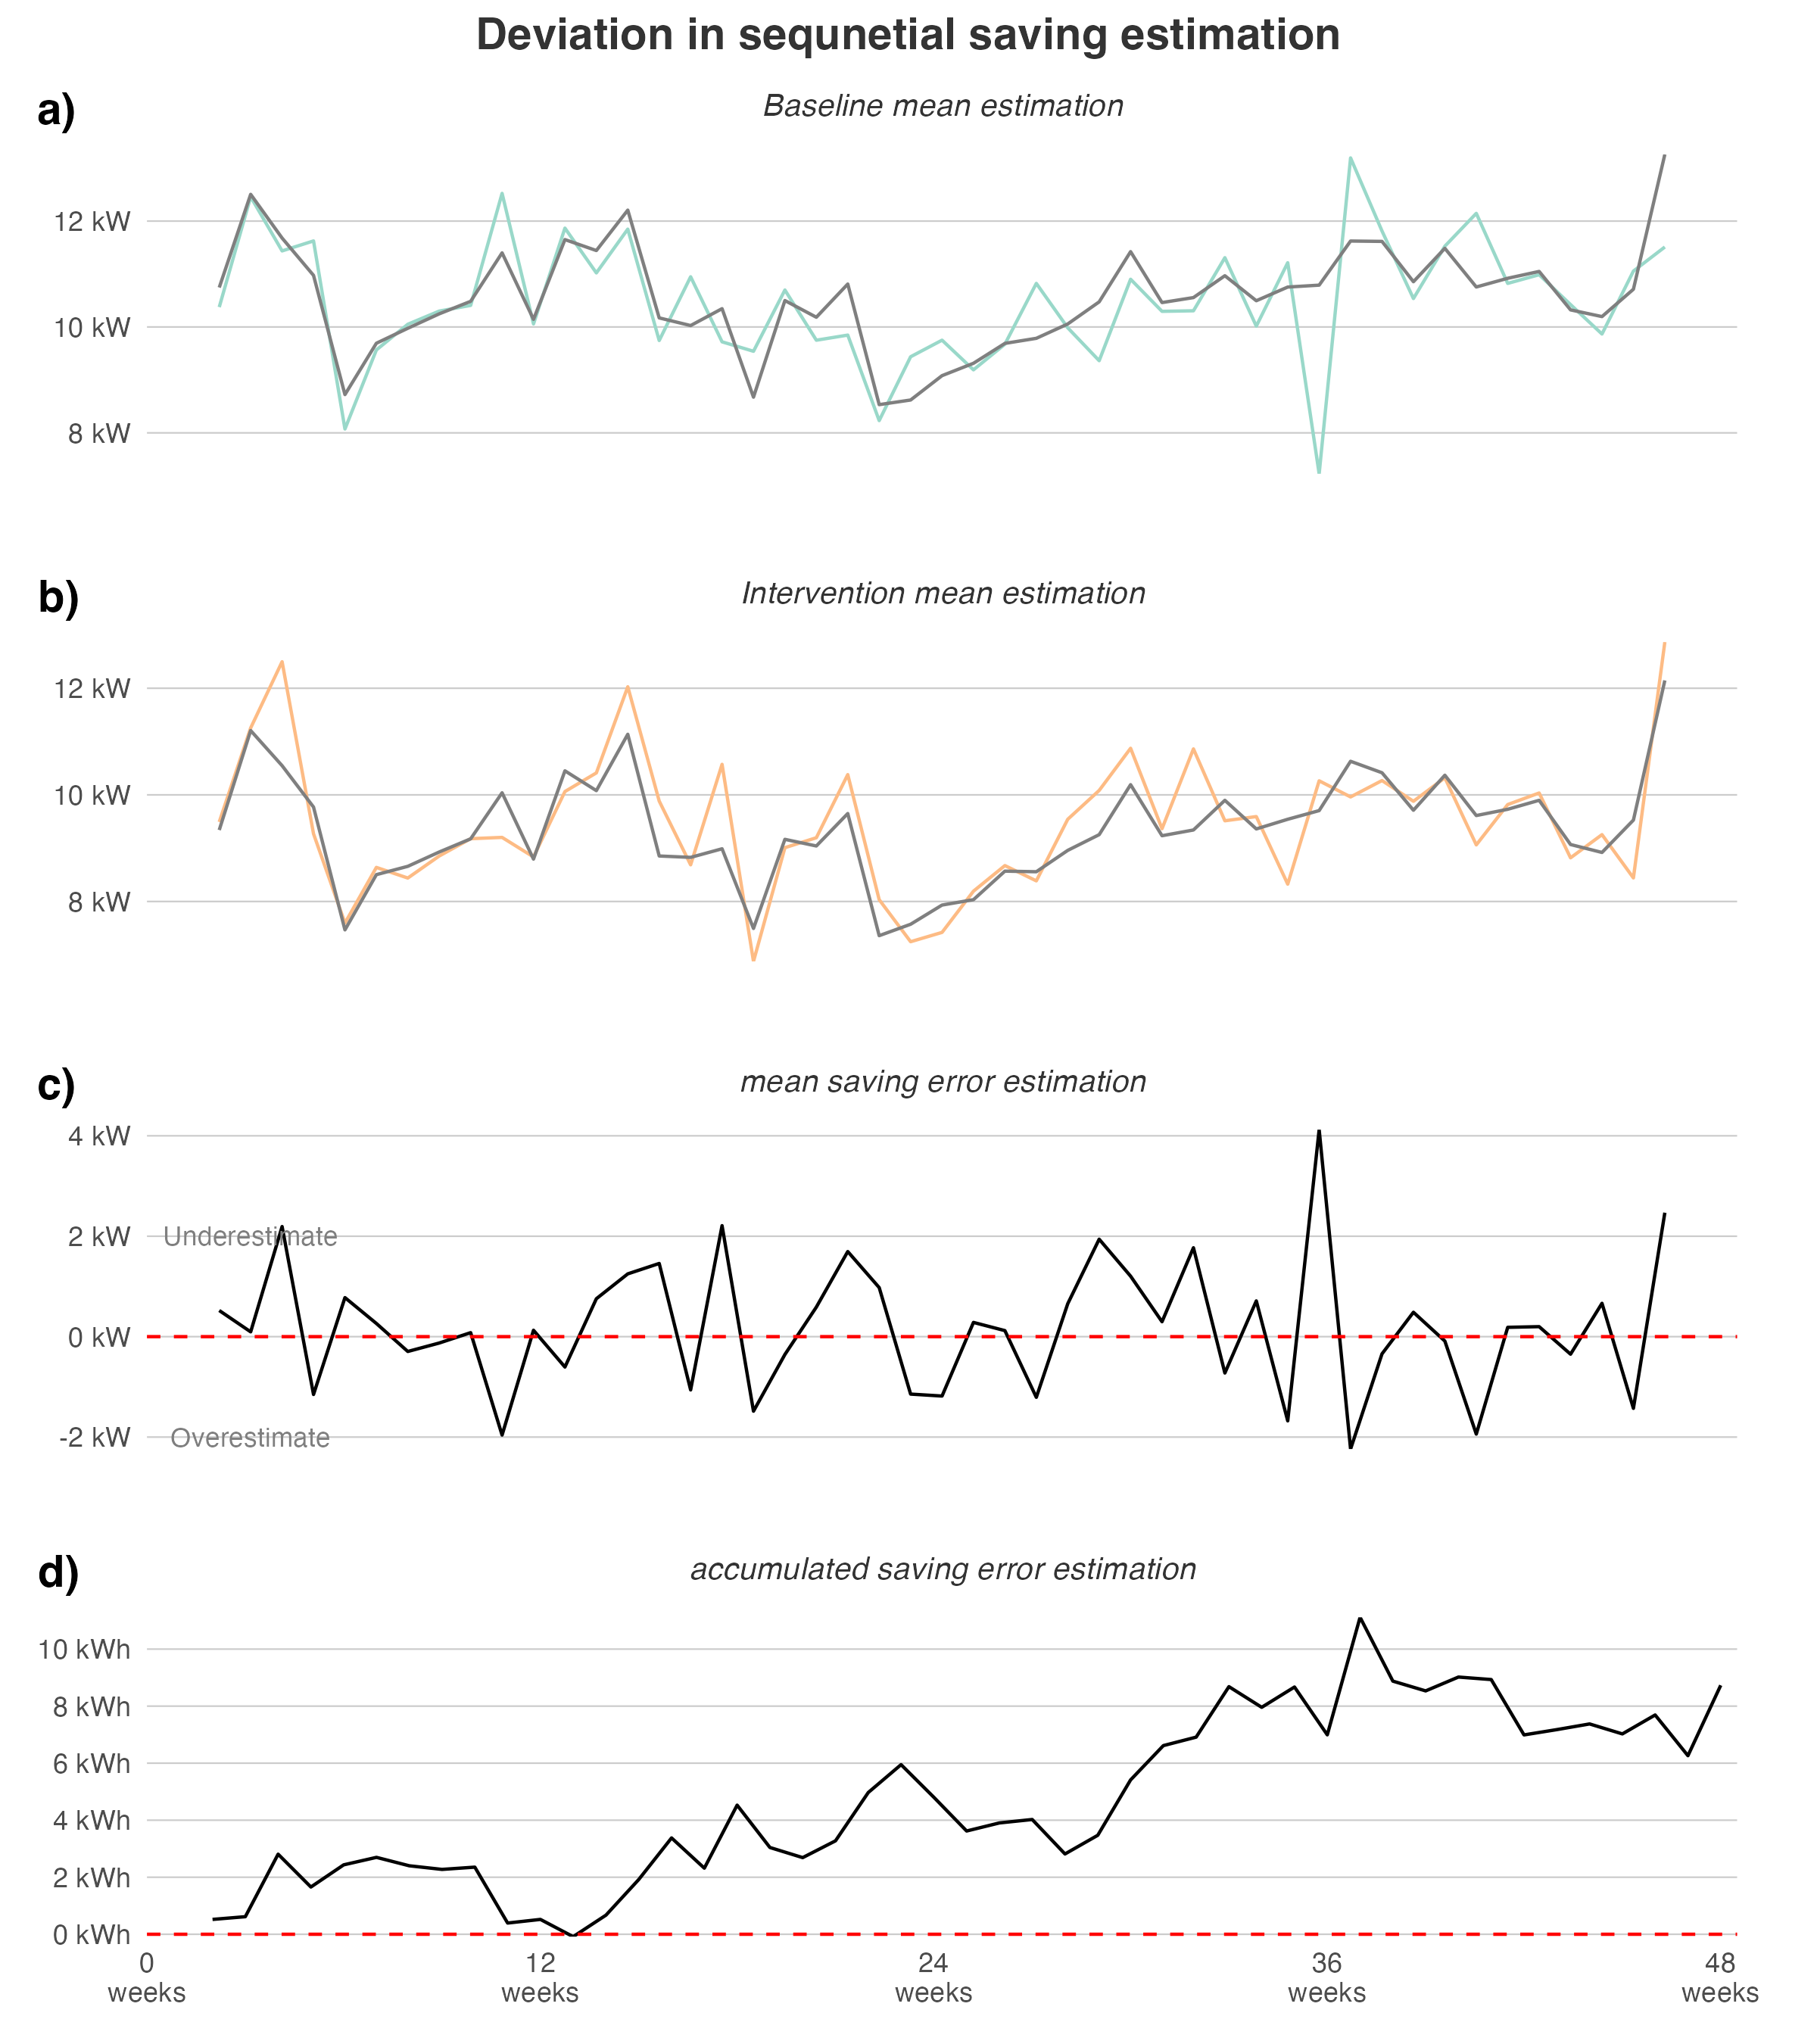 Deviation in sequnetial saving estimation
a)
Baseline mean estimation
12 kW
10 kW
8 kW
b)
Intervention mean estimation
12 kW
10 kW
8 kW
c)
mean saving error estimation
4 kW
2 kW
Underestimate
0 kW
-2 kW
Overestimate
d)
accumulated saving error estimation
10 kWh
8 kWh
6 kWh
4 kWh
2 kWh
0 kWh
0 12 24 36 48
weeks weeks weeks weeks weeks